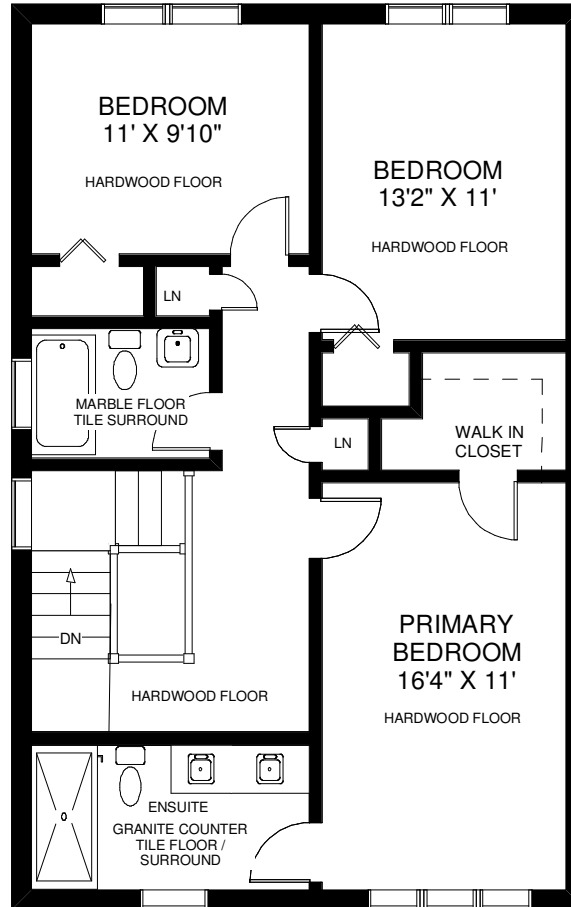 BEDROOM
11' X 9'10"
HARDWOOD FLOOR
BEDROOM
13'2" X 11'
HARDWOOD FLOOR
LN
MARBLE FLOOR
TILE SURROUND
LN
WALK IN
CLOSET
DN
HARDWOOD FLOOR
PRIMARY
BEDROOM
16'4" X 11'
HARDWOOD FLOOR
ENSUITE
GRANITE COUNTER
TILE FLOOR /
SURROUND